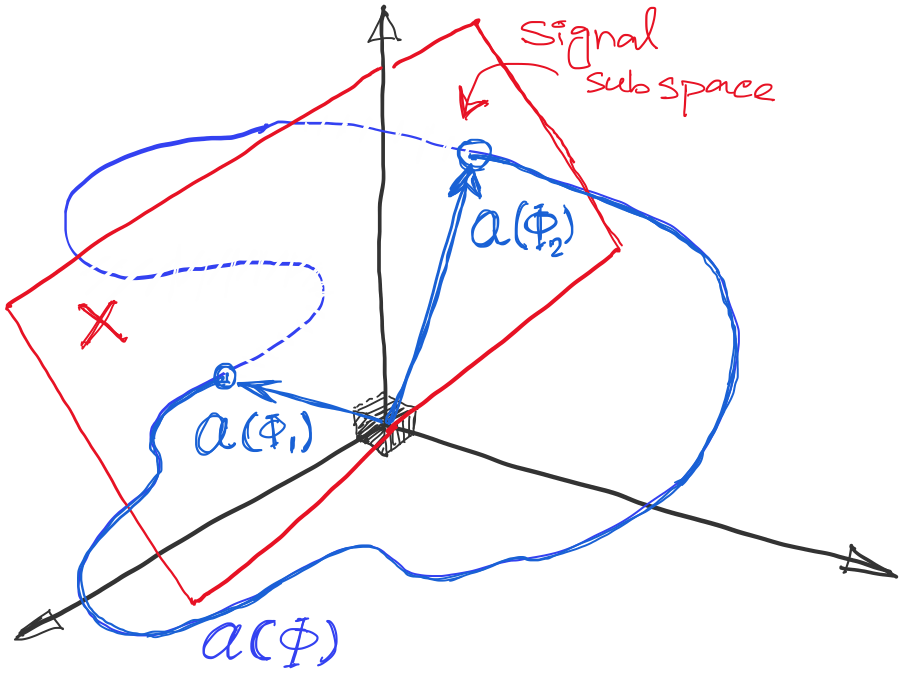 Signal
subspace
a(Φ₂)
X
a(Φ₁)
a(Φ)